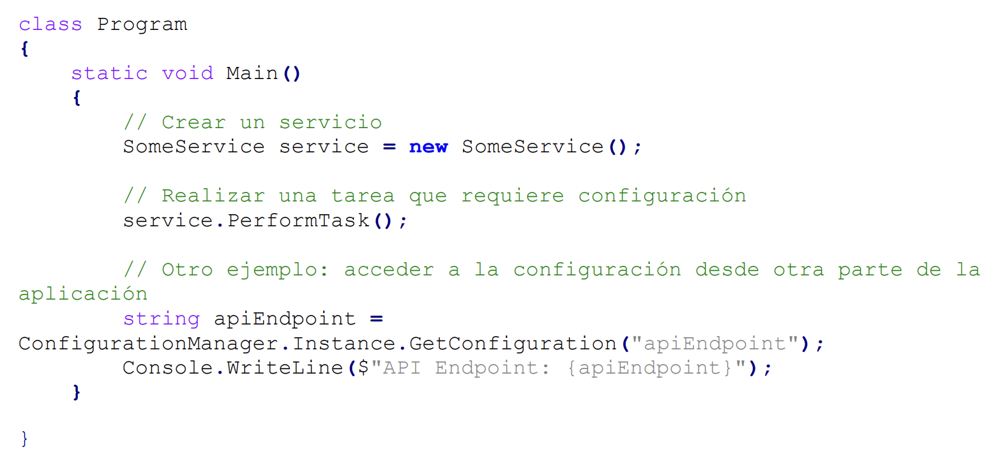 class Program
{
    static void Main()
    {
        // Crear un servicio
        SomeService service = new SomeService();
        // Realizar una tarea que requiere configuración
        service.PerformTask();
        // Otro ejemplo: acceder a la configuración desde otra parte de la
aplicación
        string apiEndpoint =
ConfigurationManager.Instance.GetConfiguration("apiEndpoint");
        Console.WriteLine($"API Endpoint: {apiEndpoint}");
    }
}